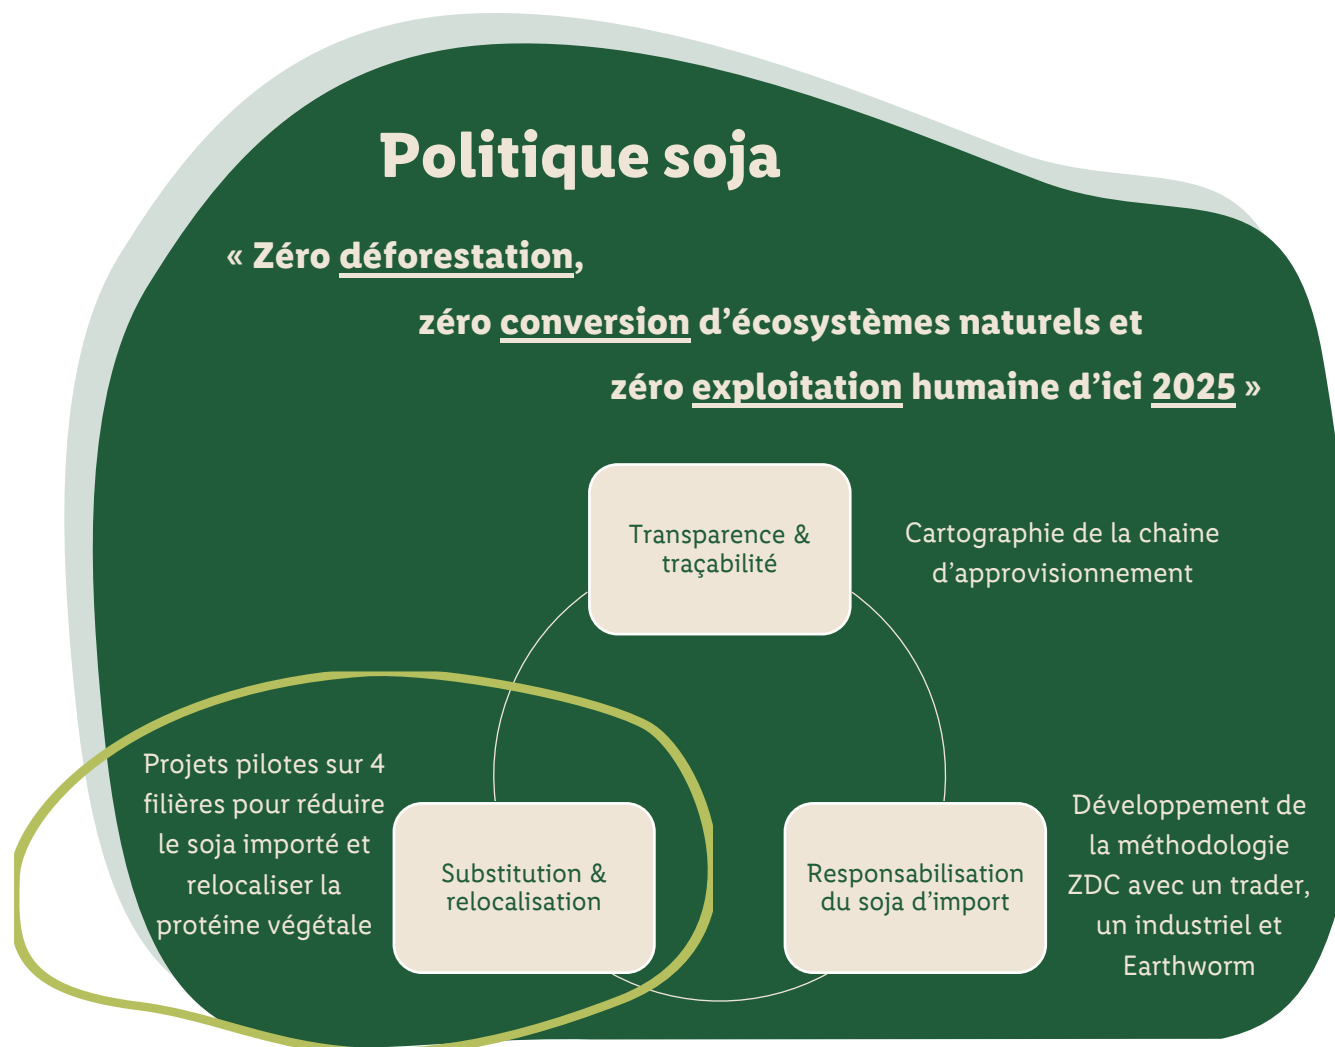 Politique soja
« Zéro déforestation,
zéro conversion d’écosystèmes naturels et
zéro exploitation humaine d’ici 2025 »
Transparence &
traçabilité
Cartographie de la chaine
d’approvisionnement
Projets pilotes sur 4
filières pour réduire
le soja importé et
relocaliser la
protéine végétale
Substitution &
relocalisation
Responsabilisation
du soja d’import
Développement de
la méthodologie
ZDC avec un trader,
un industriel et
Earthworm